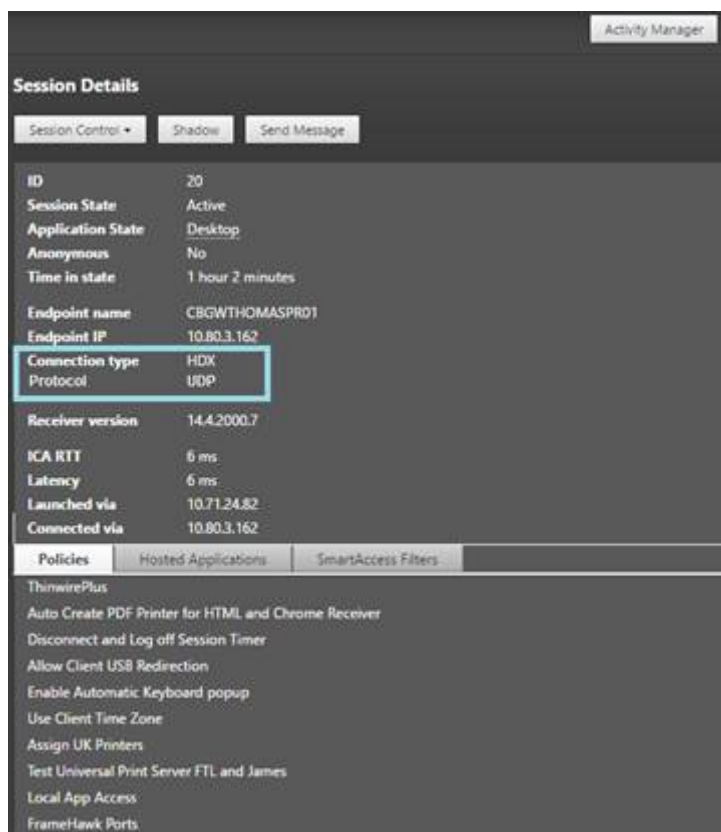 Activity Manager
Session Details
Session Control Shadow Send Message
ID 20
Session State Active
Application State Desktop
Anonymous No
Time in state 1 hour 2 minutes
Endpoint name CBGWTHOMASPR01
Endpoint IP 10.80.3.162
Connection type HDX
Protocol UDP
Receiver version 14.4.2000.7
ICA RTT 6 ms
Latency 6 ms
Launched via 10.71.24.82
Connected via 10.80.3.162
Policies Hosted Applications SmartAccess Filters
ThinwirePlus
Auto Create PDF Printer for HTML and Chrome Receiver
Disconnect and Log off Session Timer
Allow Client USB Redirection
Enable Automatic Keyboard popup
Use Client Time Zone
Assign UK Printers
Test Universal Print Server FTL and James
Local App Access
FrameHawk Ports